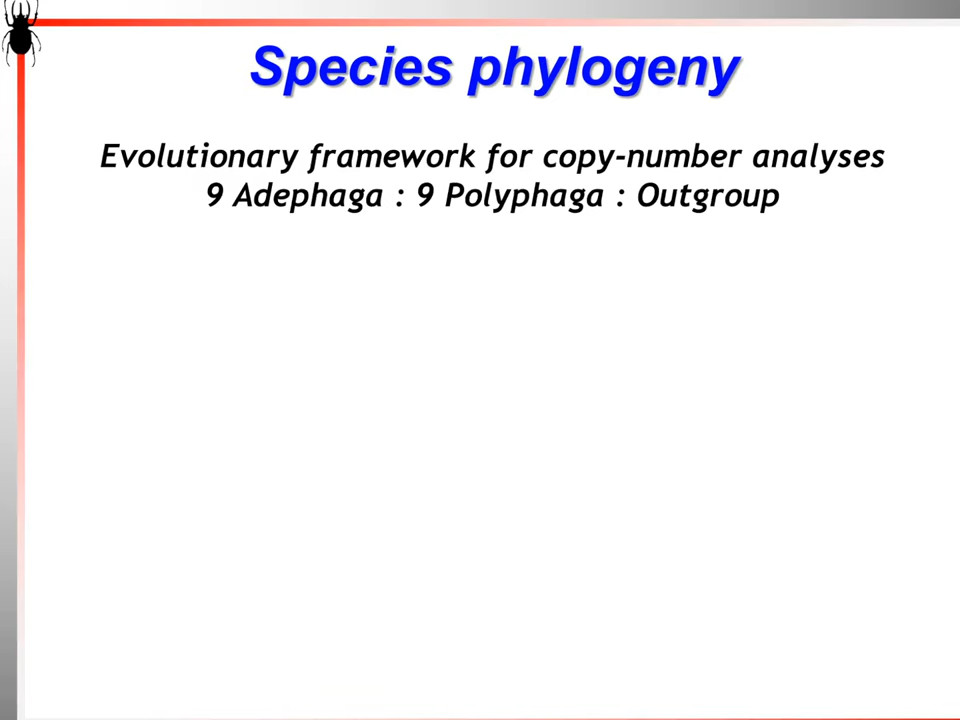 Species phylogeny
Evolutionary framework for copy-number analyses
9 Adephaga : 9 Polyphaga : Outgroup